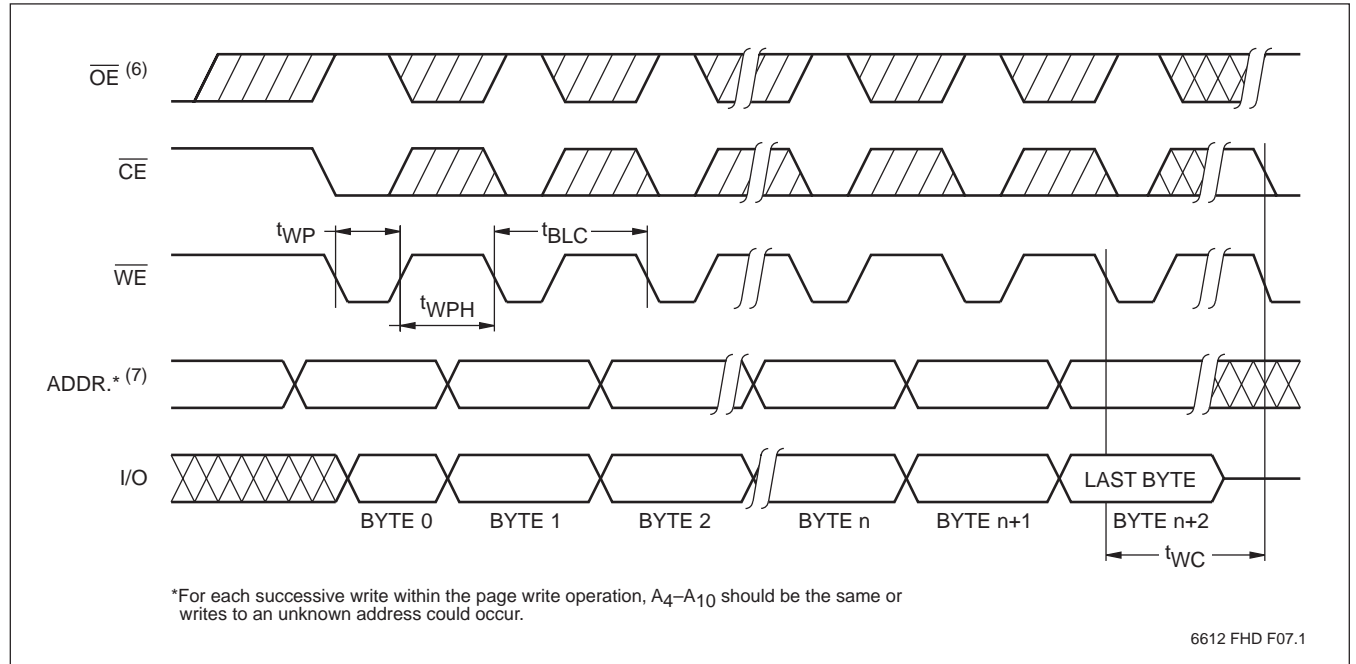 OE (6)
CE
tWP
tBLC
WE
tWPH
ADDR.* (7)
I/O
LAST BYTE
BYTE 0 BYTE 1 BYTE 2 BYTE n BYTE n+1 BYTE n+2
tWC
*For each successive write within the page write operation, A4–A10 should be the same or
writes to an unknown address could occur.
6612 FHD F07.1